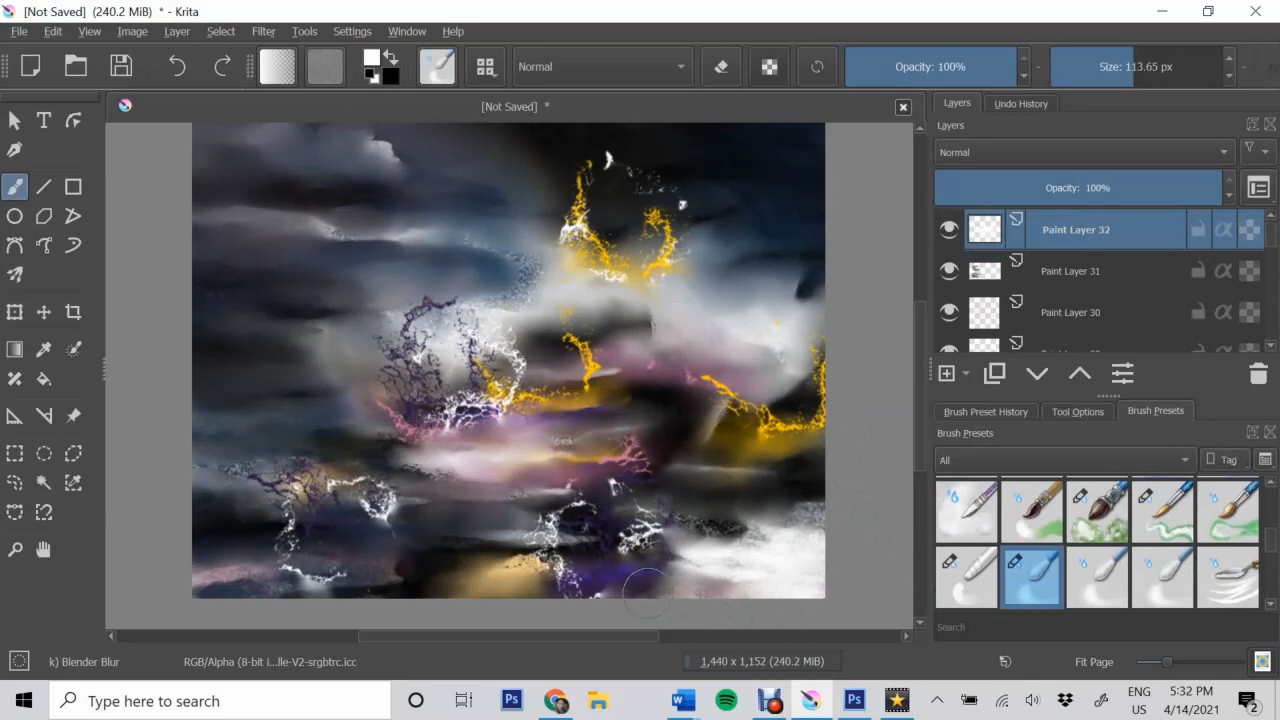 [Not Saved] (240.2 MiB) * - Krita
File Edit View Image Layer Select Filter Tools Settings Window Help
Normal
Opacity: 100%
Size: 113.65 px
[Not Saved] *
Layers Undo History
Layers
Normal
Opacity: 100%
Paint Layer 32
Paint Layer 31
Paint Layer 30
Brush Preset History Tool Options Brush Presets
Brush Presets
All Tag
Search
k) Blender Blur RGB/Alpha (8-bit i...lle-V2-srgbtrc.icc 1,440 x 1,152 (240.2 MiB) Fit Page
Type here to search
ENG
US
5:32 PM
4/14/2021
2